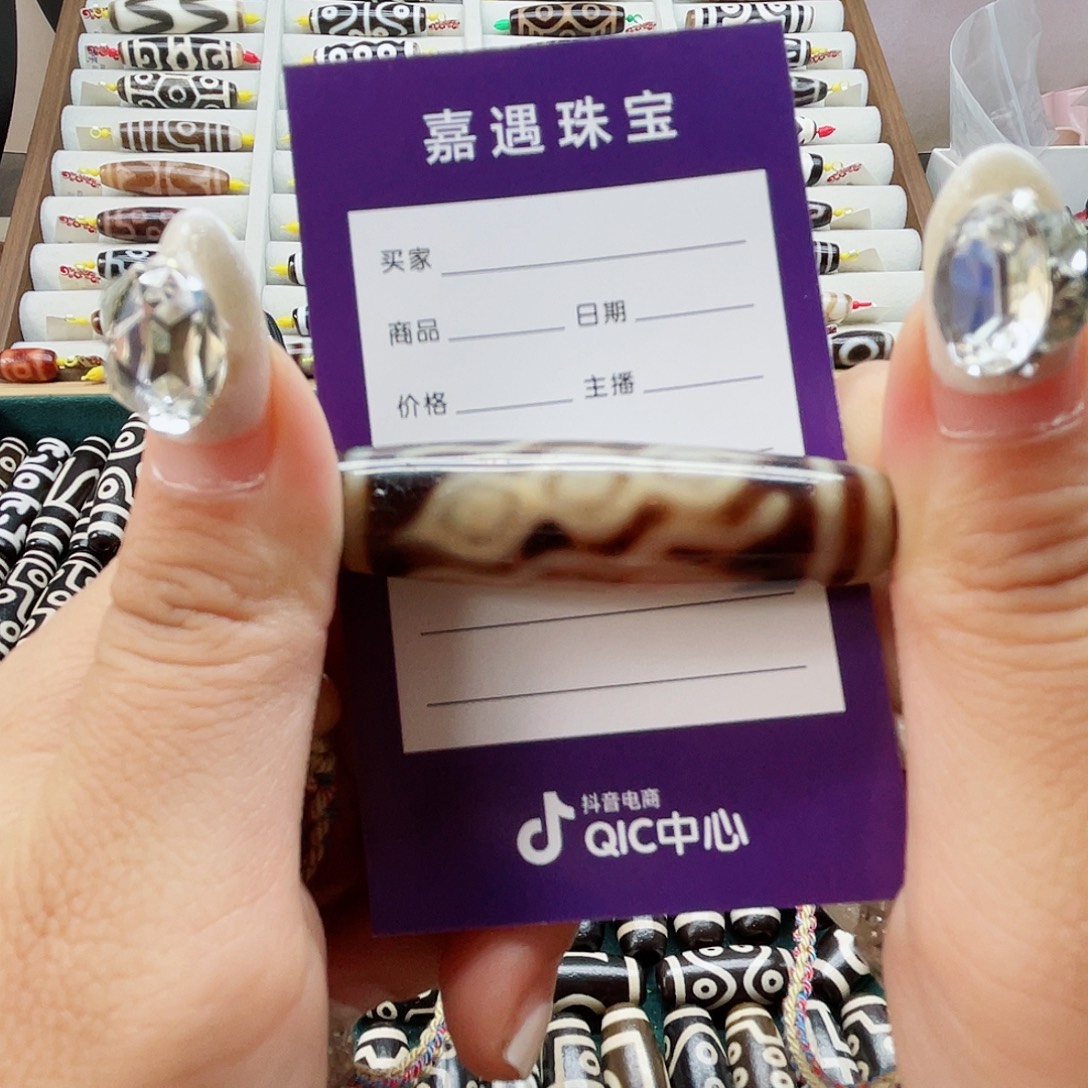 嘉遇珠宝
买家
商品 日期
价格 主播
抖音电商
QIC中心